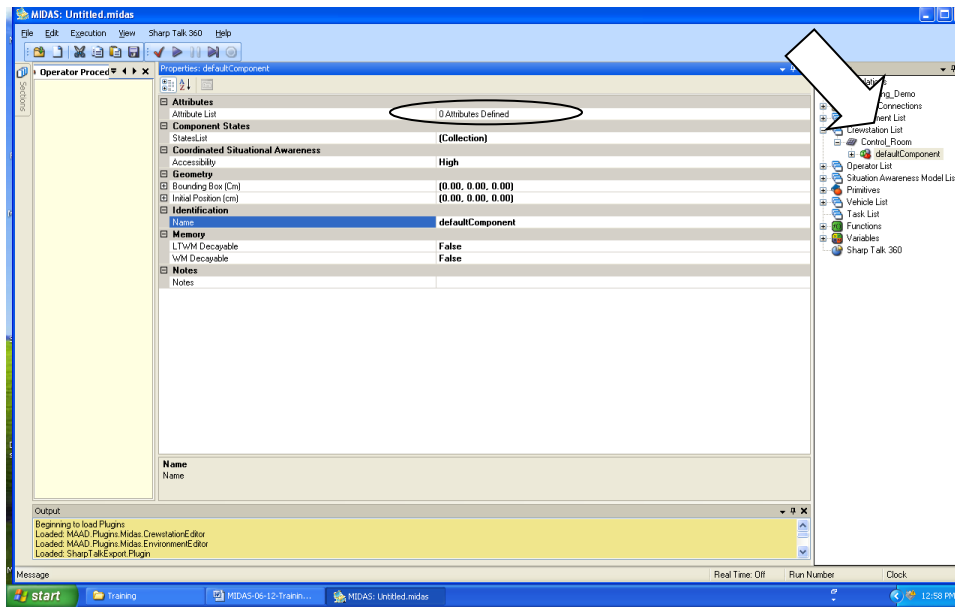 MIDAS: Untitled.midas
File Edit Execution View Sharp Talk 360 Help
Sections
Operator Proced
Properties: defaultComponent
Attributes
Attribute List 0 Attributes Defined
Component States
StatesList (Collection)
Coordinated Situational Awareness
Accessibility High
Geometry
Bounding Box (Cm) (0.00, 0.00, 0.00)
Initial Position (cm) (0.00, 0.00, 0.00)
Identification
Name defaultComponent
Memory
LTWM Decayable False
WM Decayable False
Notes
Notes
Name
Name
ng_Demo
Connections
ment List
Crewstation List
Control_Room
defaultComponent
Operator List
Situation Awareness Model Lis
Primitives
Vehicle List
Task List
Functions
Variables
Sharp Talk 360
Output
Beginning to load Plugins
Loaded: MAAD.Plugins.Midas.CrewstationEditor
Loaded: MAAD.Plugins.Midas.EnvironmentEditor
Loaded: SharpTalkExport.Plugin
Message Real Time: Off Run Number Clock
start Training MIDAS-06-12-Trainin... MIDAS: Untitled.midas 12:58 PM